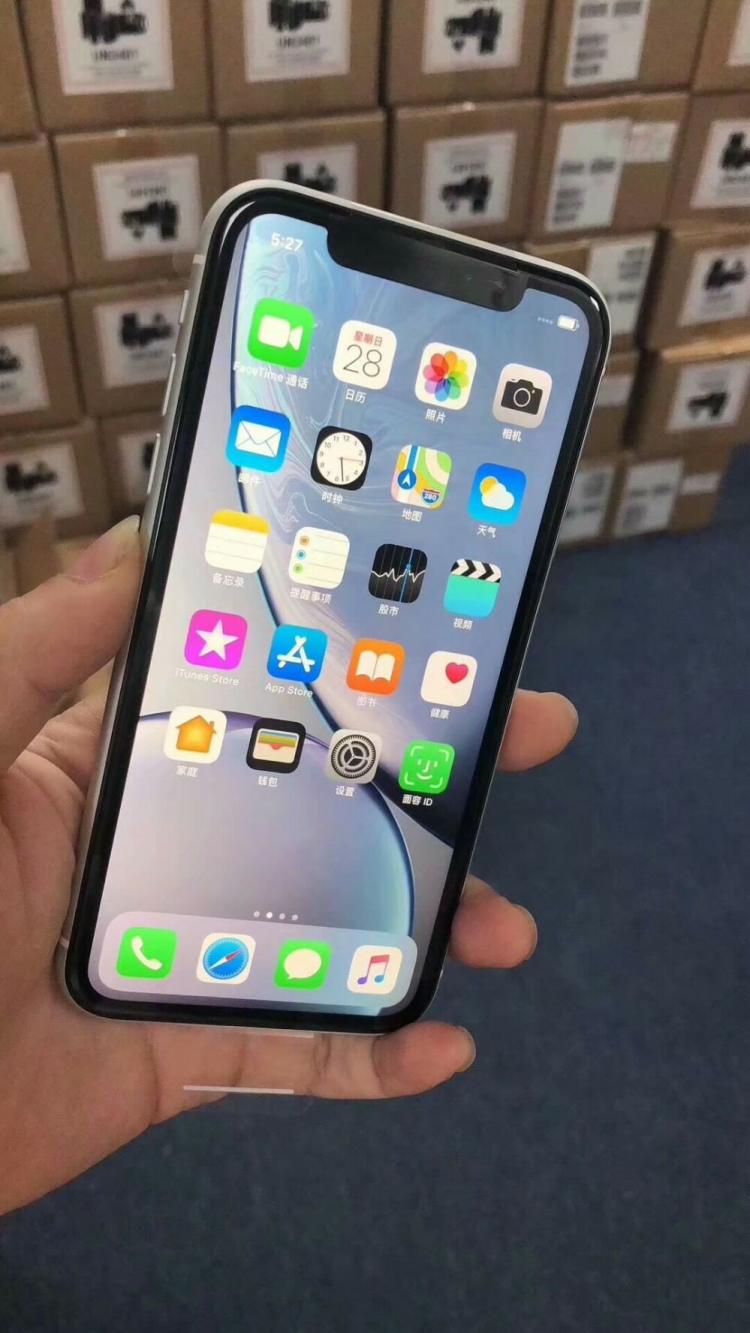 5:27
星期日
28
FaceTime 通话
日历
照片
相机
邮件
时钟
地图
天气
280
备忘录
提醒事项
股市
视频
iTunes Store
App Store
图书
健康
家庭
钱包
设置
面容 ID